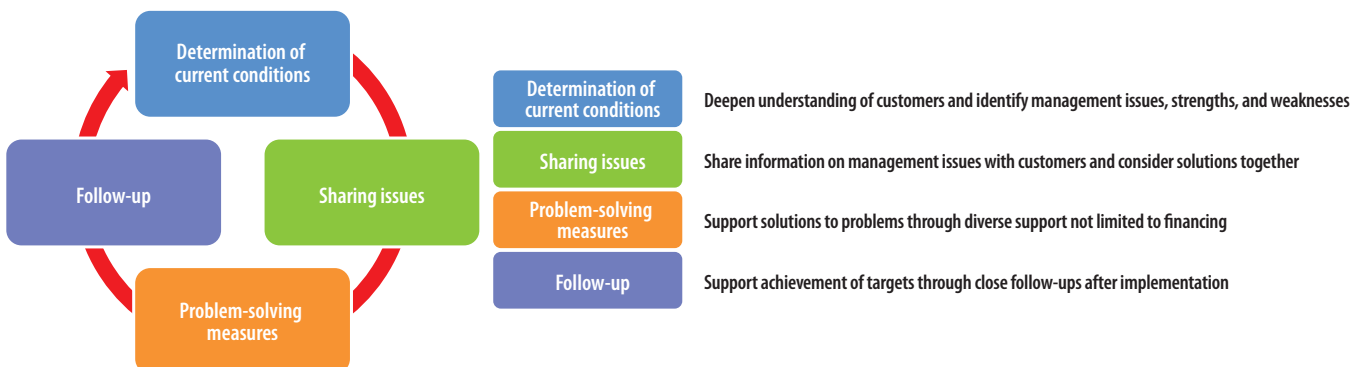 Determination of
current conditions
Follow-up
Sharing issues
Problem-solving
measures
Determination of
current conditions
Deepen understanding of customers and identify management issues, strengths, and weaknesses
Sharing issues
Share information on management issues with customers and consider solutions together
Problem-solving
measures
Support solutions to problems through diverse support not limited to financing
Follow-up
Support achievement of targets through close follow-ups after implementation